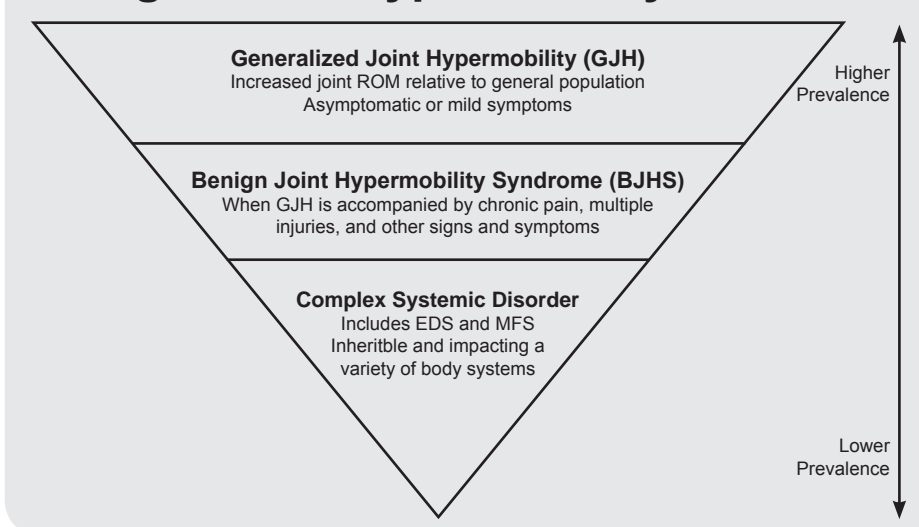 Generalized Joint Hypermobility (GJH)
Increased joint ROM relative to general population
Asymptomatic or mild symptoms
Higher
Prevalence
Benign Joint Hypermobility Syndrome (BJHS)
When GJH is accompanied by chronic pain, multiple
injuries, and other signs and symptoms
Complex Systemic Disorder
Includes EDS and MFS
Inheritble and impacting a
variety of body systems
Lower
Prevalence